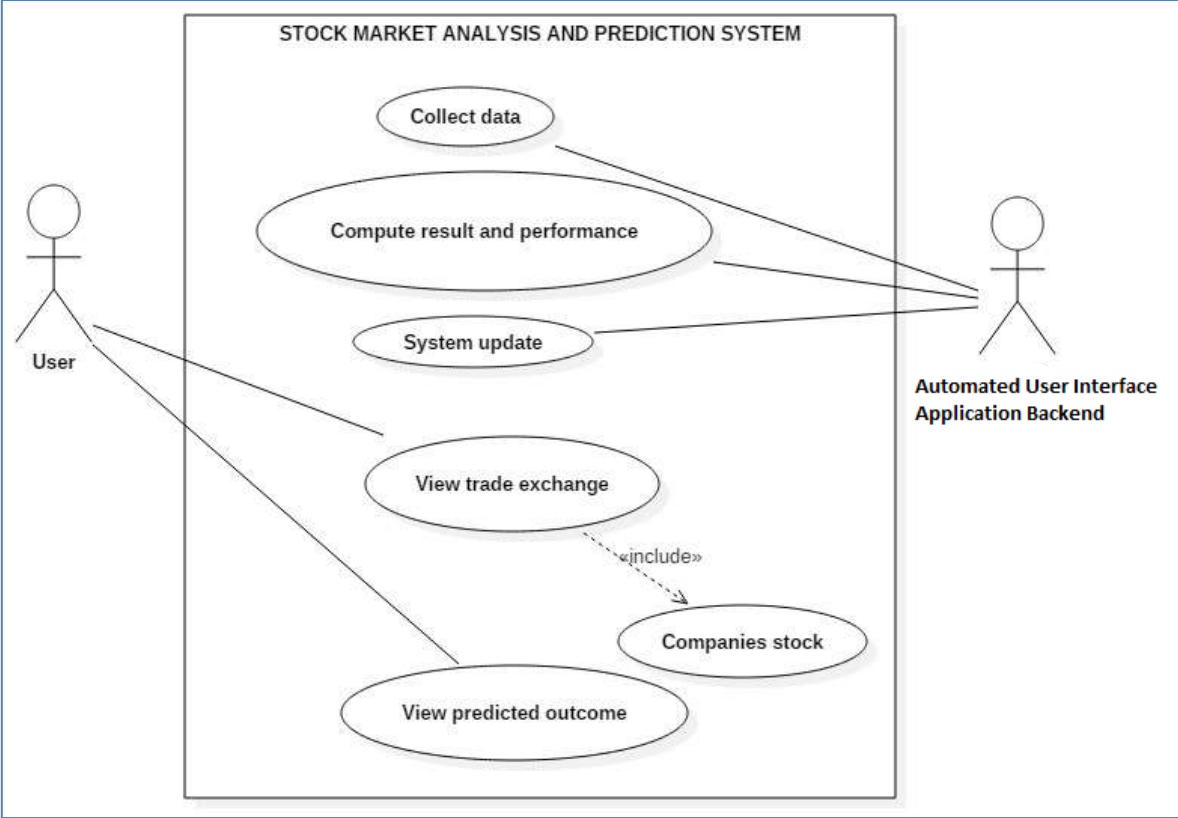 STOCK MARKET ANALYSIS AND PREDICTION SYSTEM
Collect data
Compute result and performance
System update
User
Automated User Interface
Application Backend
View trade exchange
«include»
Companies stock
View predicted outcome